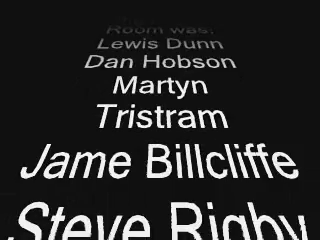 Room was:
Lewis Dunn
Dan Hobson
Martyn
Tristram
Jame Billcliffe
Steve Rigby